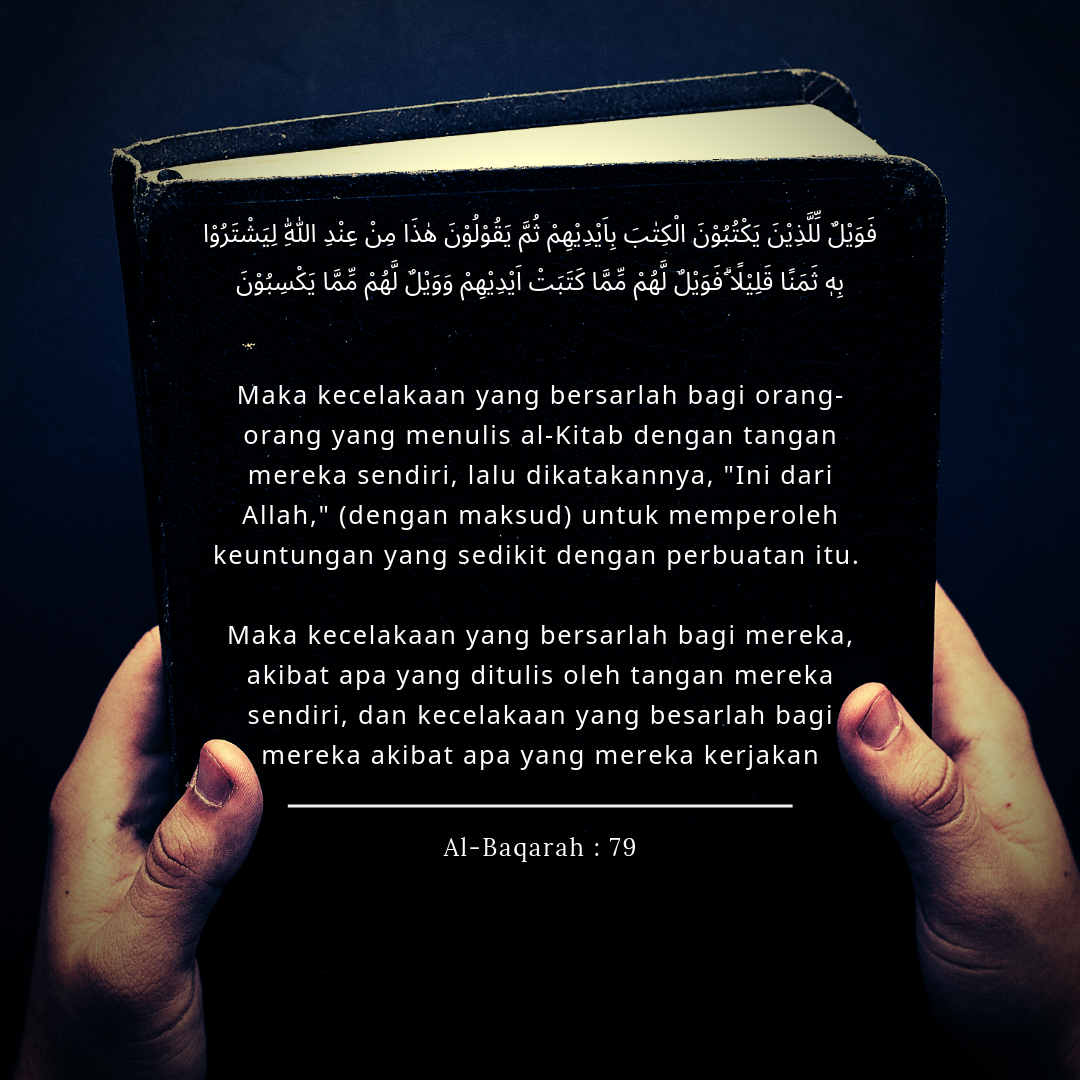 فَوَيْلٌ لِّلَّذِيْنَ يَكْتُبُوْنَ الْكِتٰبَ بِاَيْدِيْهِمْ ثُمَّ يَقُوْلُوْنَ هٰذَا مِنْ عِنْدِ اللّٰهِ لِيَشْتَرُوْا
بِهٖ ثَمَنًا قَلِيْلًاۗ فَوَيْلٌ لَّهُمْ مِّمَّا كَتَبَتْ اَيْدِيْهِمْ وَوَيْلٌ لَّهُمْ مِّمَّا يَكْسِبُوْنَ
Maka kecelakaan yang bersarlah bagi orang-
orang yang menulis al-Kitab dengan tangan
mereka sendiri, lalu dikatakannya, "Ini dari
Allah," (dengan maksud) untuk memperoleh
keuntungan yang sedikit dengan perbuatan itu.
Maka kecelakaan yang bersarlah bagi mereka,
akibat apa yang ditulis oleh tangan mereka
sendiri, dan kecelakaan yang besarlah bagi
mereka akibat apa yang mereka kerjakan
Al-Baqarah : 79